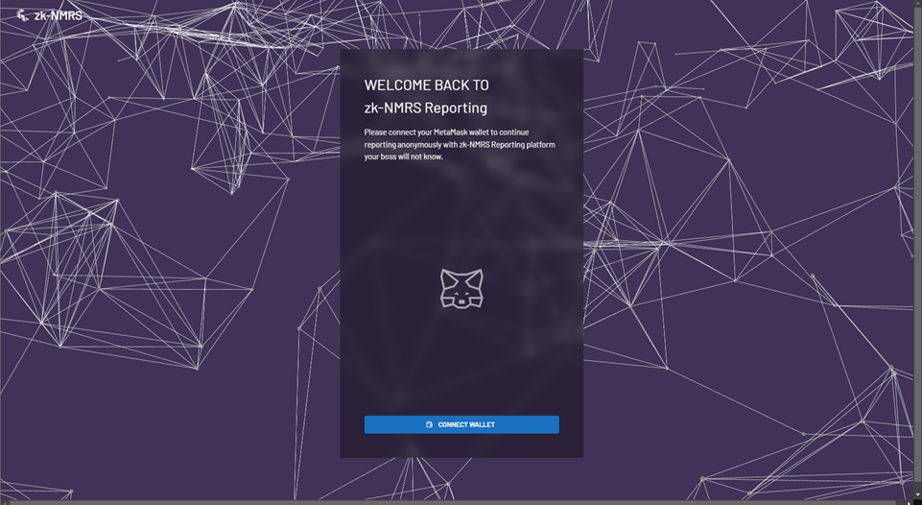 zk-NMRS
WELCOME BACK TO
zk-NMRS Reporting
Please connect your MetaMask wallet to continue
reporting anonymously with zk-NMRS Reporting platform
your boss will not know.
CONNECT WALLET